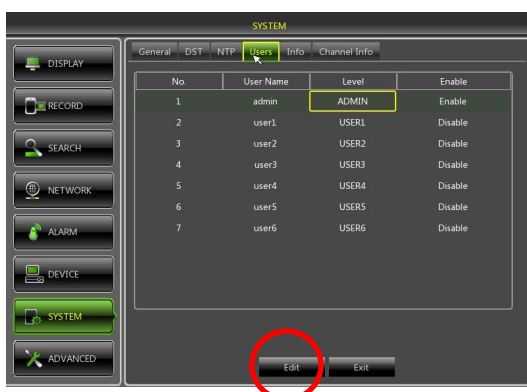 SYSTEM
DISPLAY
RECORD
SEARCH
NETWORK
ALARM
DEVICE
SYSTEM
ADVANCED
General DST NTP Users Info Channel Info
No. User Name Level Enable
1 admin ADMIN Enable
2 user1 USER1 Disable
3 user2 USER2 Disable
4 user3 USER3 Disable
5 user4 USER4 Disable
6 user5 USER5 Disable
7 user6 USER6 Disable
Edit Exit